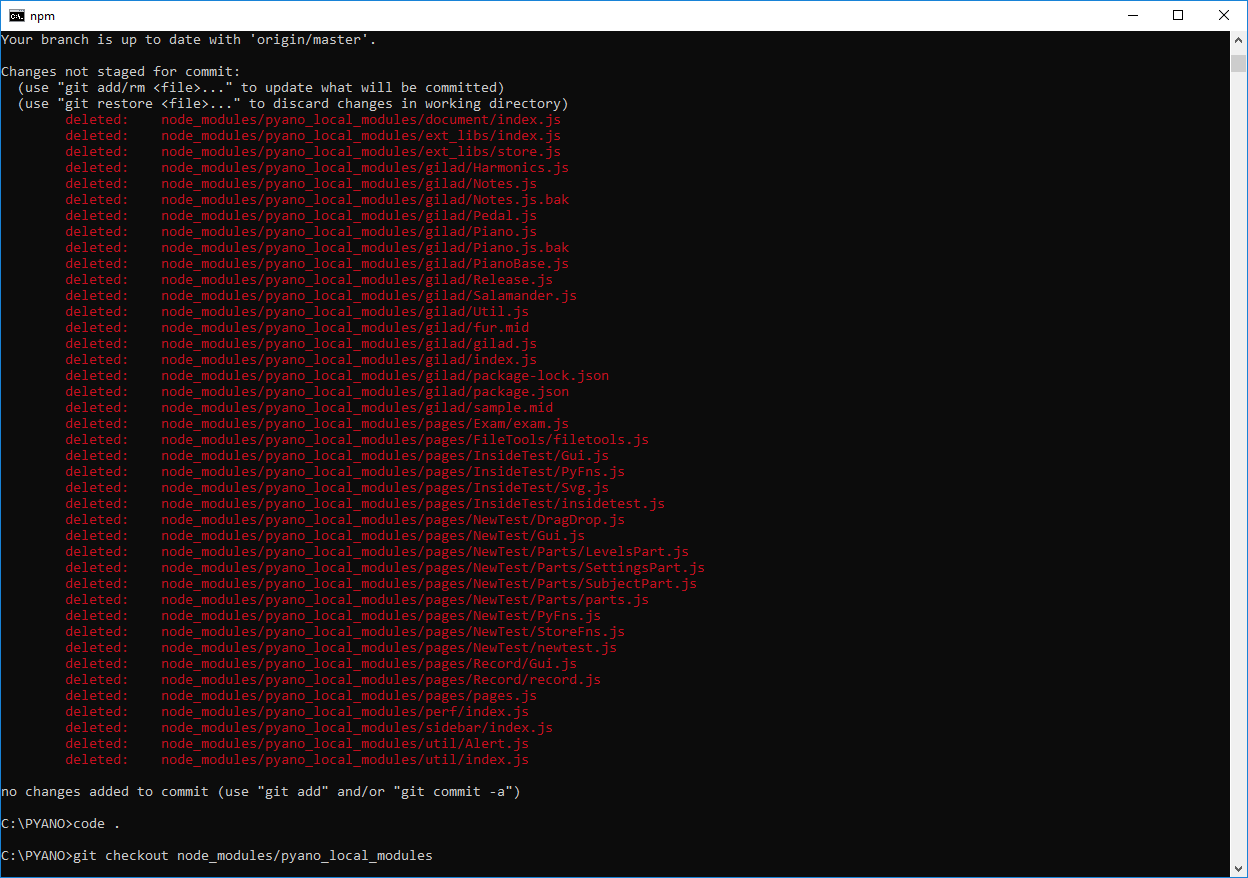 npm
Your branch is up to date with 'origin/master'.
Changes not staged for commit:
(use "git add/rm <file>..." to update what will be committed)
(use "git restore <file>..." to discard changes in working directory)
deleted: node_modules/pyano_local_modules/document/index.js
deleted: node_modules/pyano_local_modules/ext_libs/index.js
deleted: node_modules/pyano_local_modules/ext_libs/store.js
deleted: node_modules/pyano_local_modules/gilad/Harmonics.js
deleted: node_modules/pyano_local_modules/gilad/Notes.js
deleted: node_modules/pyano_local_modules/gilad/Notes.js.bak
deleted: node_modules/pyano_local_modules/gilad/Pedal.js
deleted: node_modules/pyano_local_modules/gilad/Piano.js
deleted: node_modules/pyano_local_modules/gilad/Piano.js.bak
deleted: node_modules/pyano_local_modules/gilad/PianoBase.js
deleted: node_modules/pyano_local_modules/gilad/Release.js
deleted: node_modules/pyano_local_modules/gilad/Salamander.js
deleted: node_modules/pyano_local_modules/gilad/Util.js
deleted: node_modules/pyano_local_modules/gilad/fur.mid
deleted: node_modules/pyano_local_modules/gilad/gilad.js
deleted: node_modules/pyano_local_modules/gilad/index.js
deleted: node_modules/pyano_local_modules/gilad/package-lock.json
deleted: node_modules/pyano_local_modules/gilad/package.json
deleted: node_modules/pyano_local_modules/gilad/sample.mid
deleted: node_modules/pyano_local_modules/pages/Exam/exam.js
deleted: node_modules/pyano_local_modules/pages/FileTools/filetools.js
deleted: node_modules/pyano_local_modules/pages/InsideTest/Gui.js
deleted: node_modules/pyano_local_modules/pages/InsideTest/PyFns.js
deleted: node_modules/pyano_local_modules/pages/InsideTest/Svg.js
deleted: node_modules/pyano_local_modules/pages/InsideTest/insidetest.js
deleted: node_modules/pyano_local_modules/pages/NewTest/DragDrop.js
deleted: node_modules/pyano_local_modules/pages/NewTest/Gui.js
deleted: node_modules/pyano_local_modules/pages/NewTest/Parts/LevelsPart.js
deleted: node_modules/pyano_local_modules/pages/NewTest/Parts/SettingsPart.js
deleted: node_modules/pyano_local_modules/pages/NewTest/Parts/SubjectPart.js
deleted: node_modules/pyano_local_modules/pages/NewTest/Parts/parts.js
deleted: node_modules/pyano_local_modules/pages/NewTest/PyFns.js
deleted: node_modules/pyano_local_modules/pages/NewTest/StoreFns.js
deleted: node_modules/pyano_local_modules/pages/NewTest/newtest.js
deleted: node_modules/pyano_local_modules/pages/Record/Gui.js
deleted: node_modules/pyano_local_modules/pages/Record/record.js
deleted: node_modules/pyano_local_modules/pages/pages.js
deleted: node_modules/pyano_local_modules/perf/index.js
deleted: node_modules/pyano_local_modules/sidebar/index.js
deleted: node_modules/pyano_local_modules/util/Alert.js
deleted: node_modules/pyano_local_modules/util/index.js
no changes added to commit (use "git add" and/or "git commit -a")
C:\PYANO>code .
C:\PYANO>git checkout node_modules/pyano_local_modules